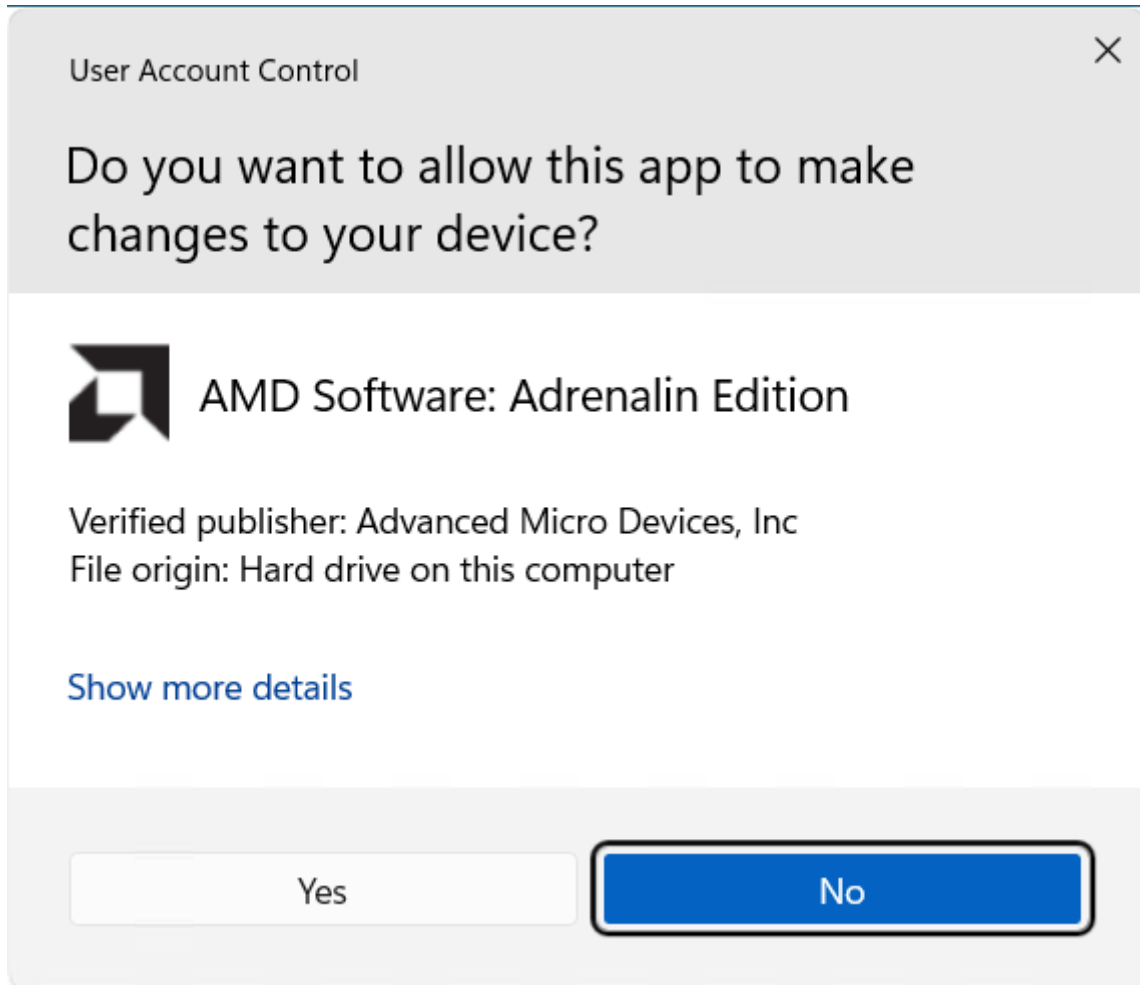 User Account Control
Do you want to allow this app to make
changes to your device?
AMD Software: Adrenalin Edition
Verified publisher: Advanced Micro Devices, Inc
File origin: Hard drive on this computer
Show more details
Yes
No